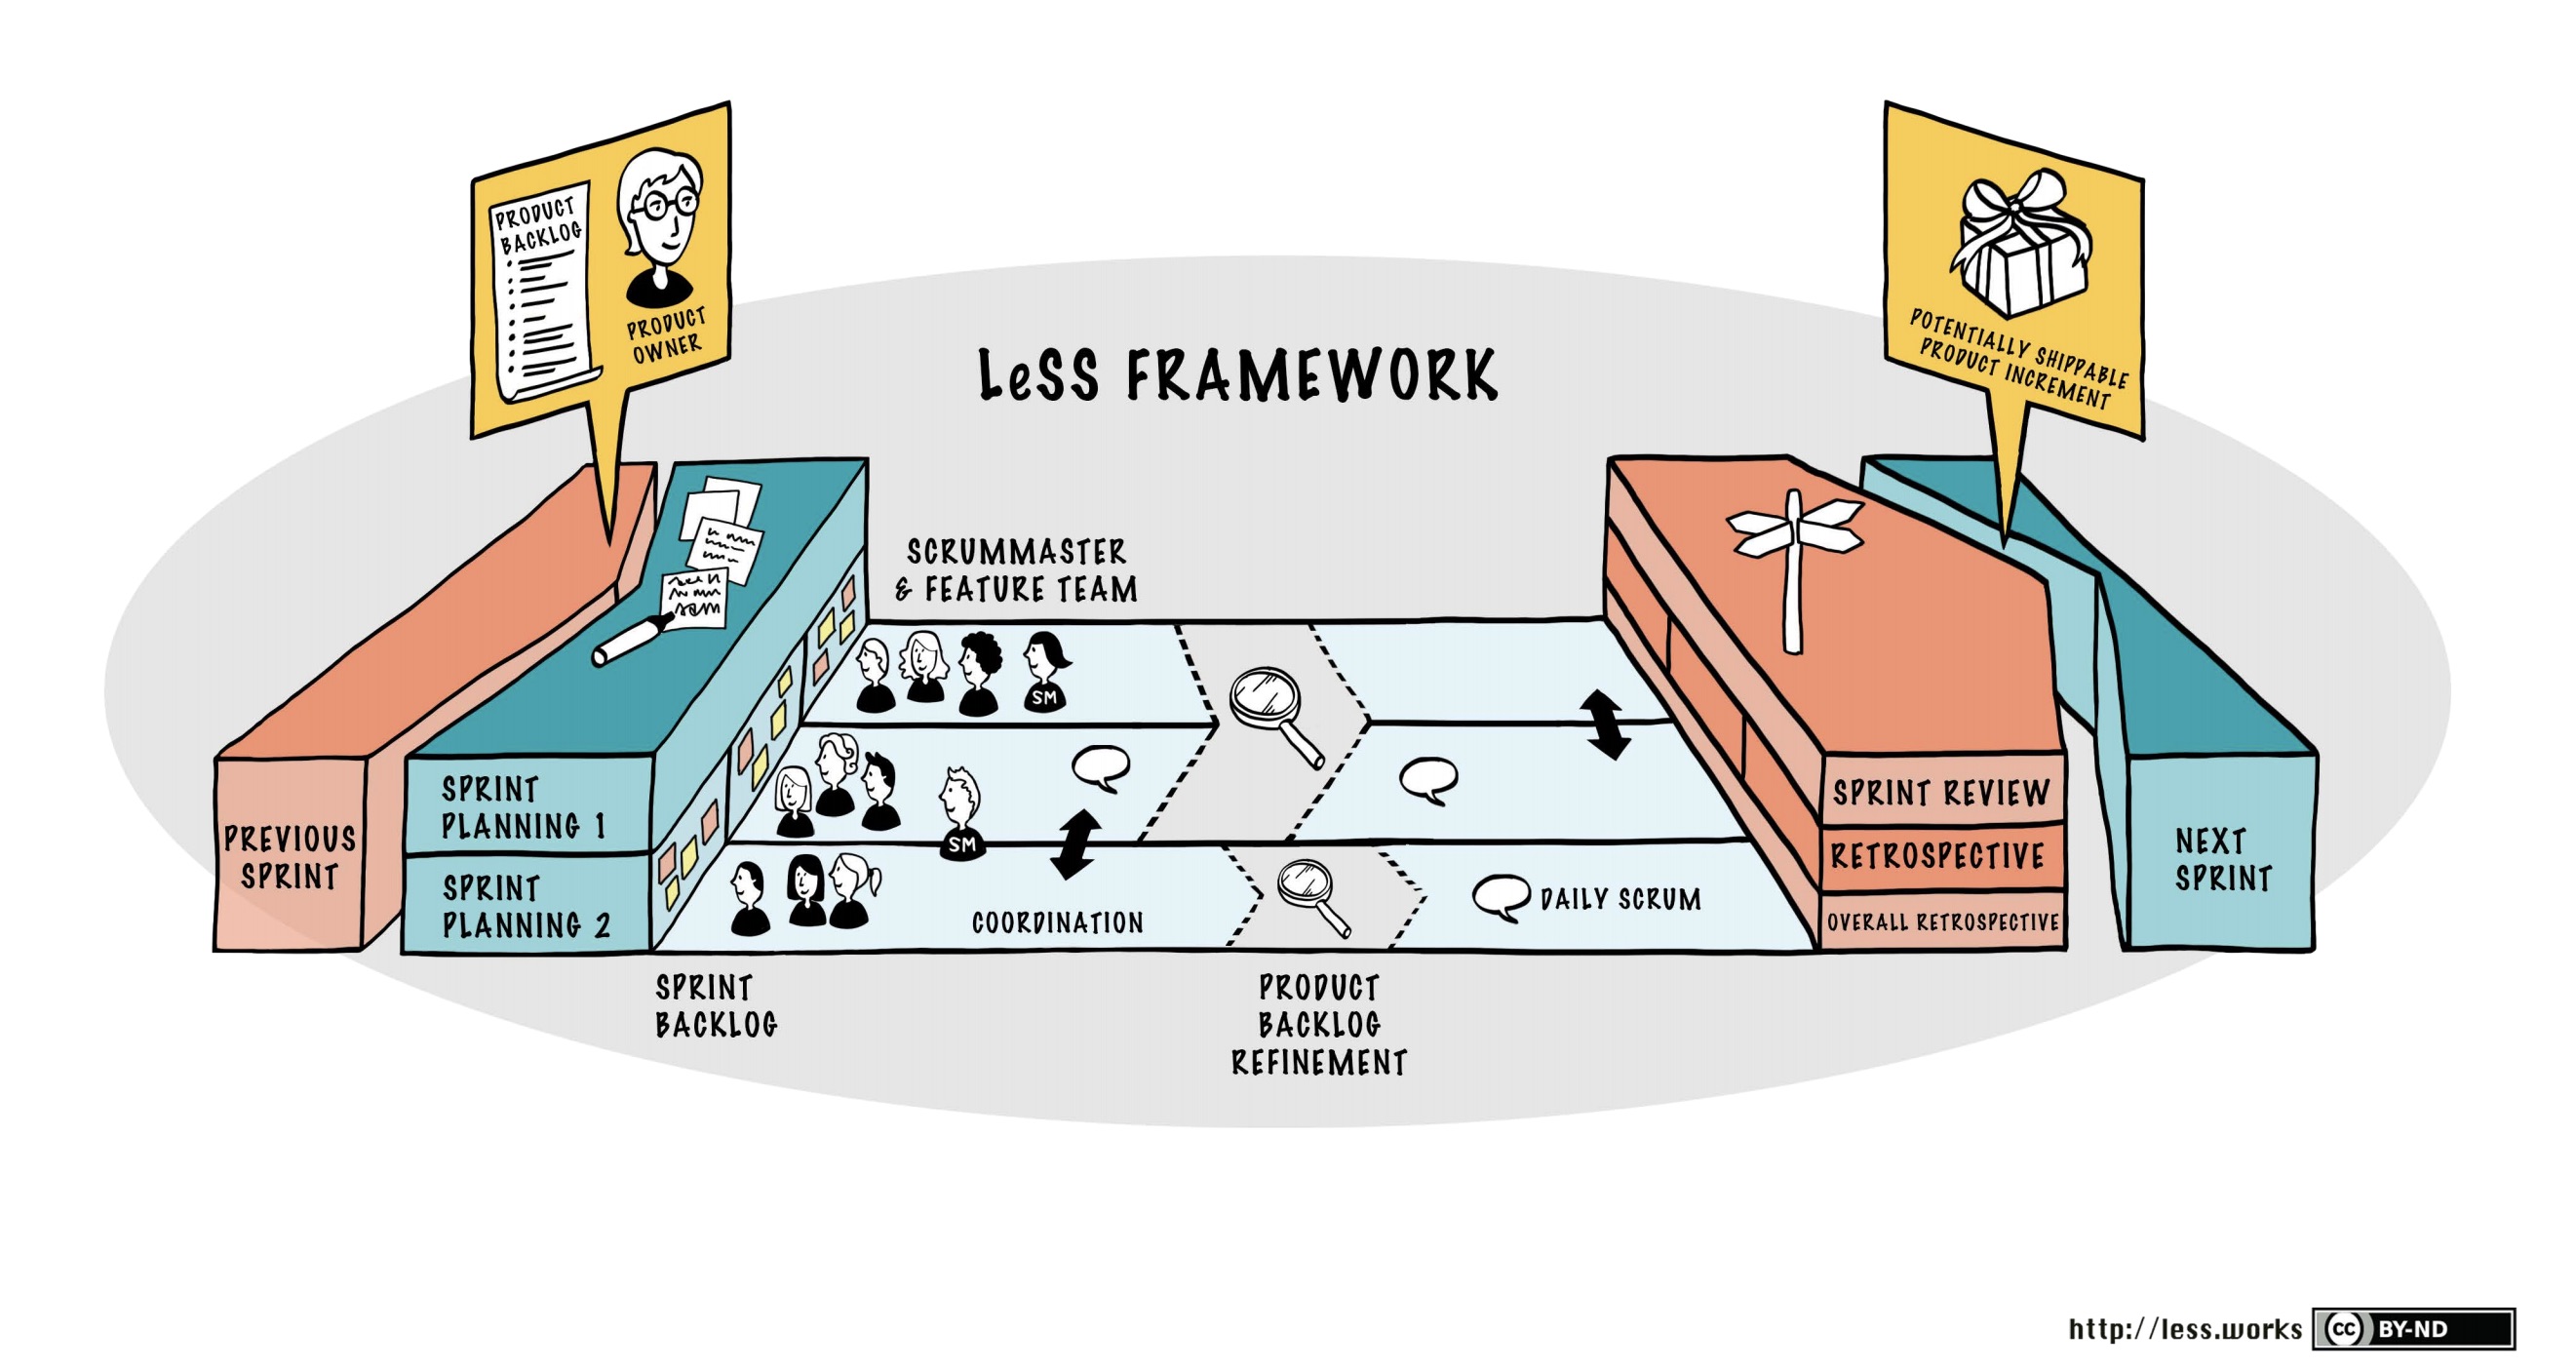 PRODUCT
BACKLOG
PRODUCT
OWNER
POTENTIALLY SHIPPABLE
PRODUCT INCREMENT
LeSS FRAMEWORK
SCRUMMASTER
& FEATURE TEAM
SM
SM
PREVIOUS
SPRINT
SPRINT
PLANNING 1
SPRINT
PLANNING 2
COORDINATION
DAILY SCRUM
SPRINT REVIEW
RETROSPECTIVE
OVERALL RETROSPECTIVE
NEXT
SPRINT
SPRINT
BACKLOG
PRODUCT
BACKLOG
REFINEMENT
http://less.works
cc BY-ND